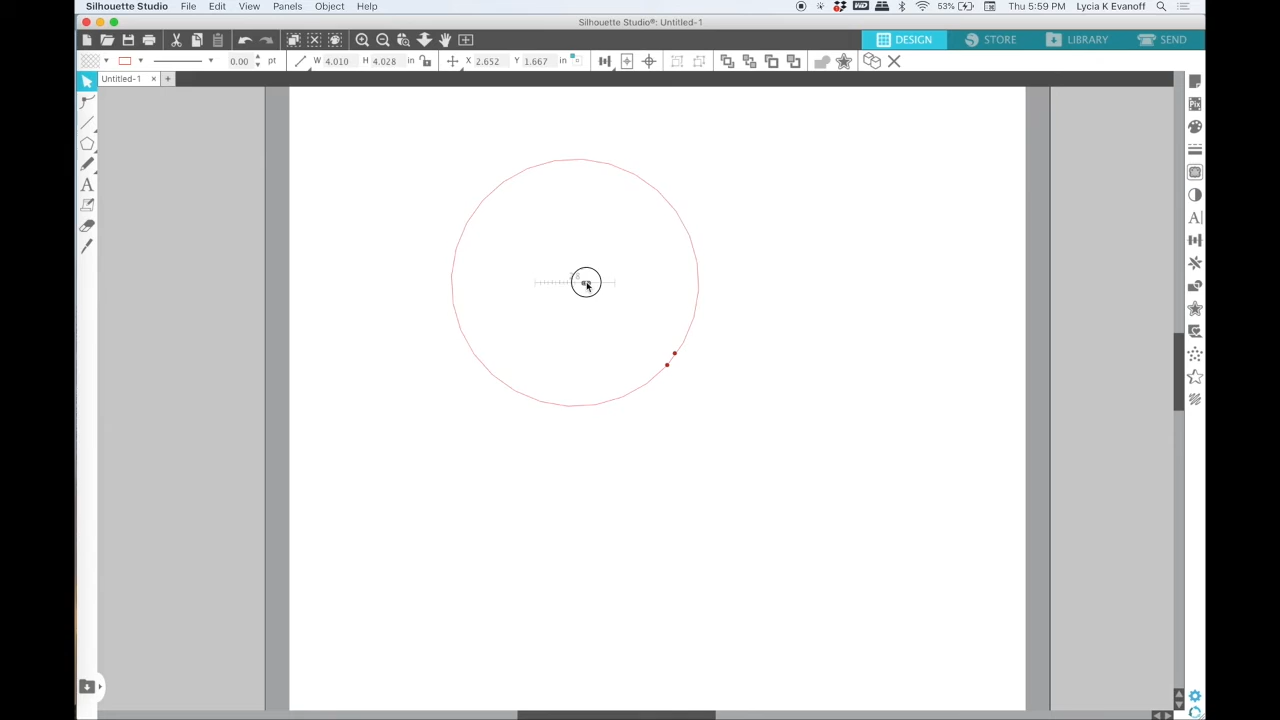 Silhouette Studio File Edit View Panels Object Help 53% Thu 5:59 PM Lycia K Evanoff
Silhouette Studio®: Untitled-1
DESIGN STORE LIBRARY SEND
0.00 pt W 4.010 H 4.028 in X 2.652 Y 1.667 in
Untitled-1